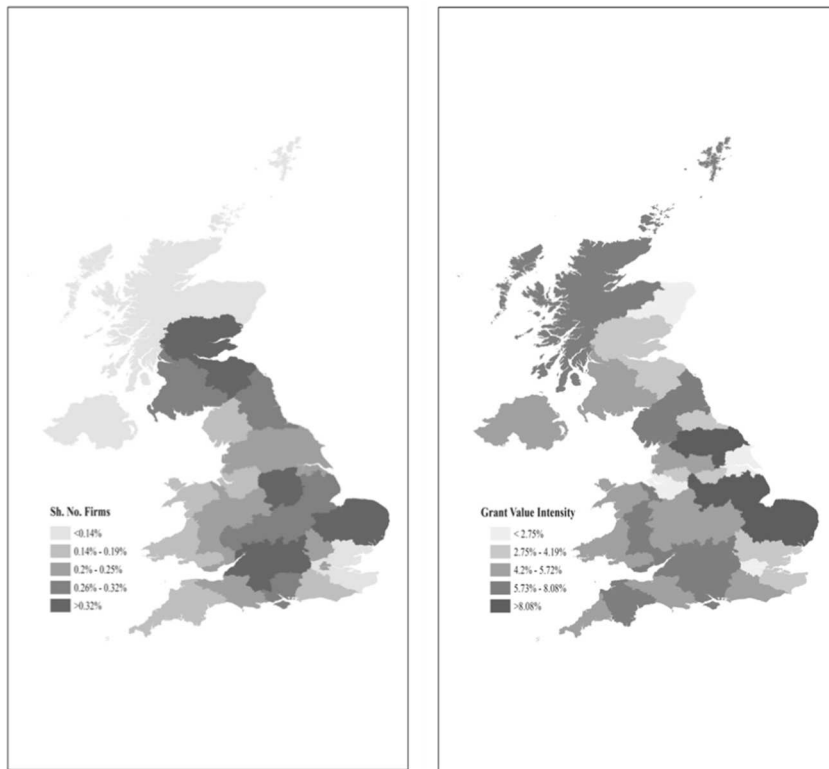 Sh. No. Firms
<0.14%
0.14% - 0.19%
0.2% - 0.25%
0.26% - 0.32%
>0.32%
Grant Value Intensity
< 2.75%
2.75% - 4.19%
4.2% - 5.72%
5.73% - 8.08%
>8.08%